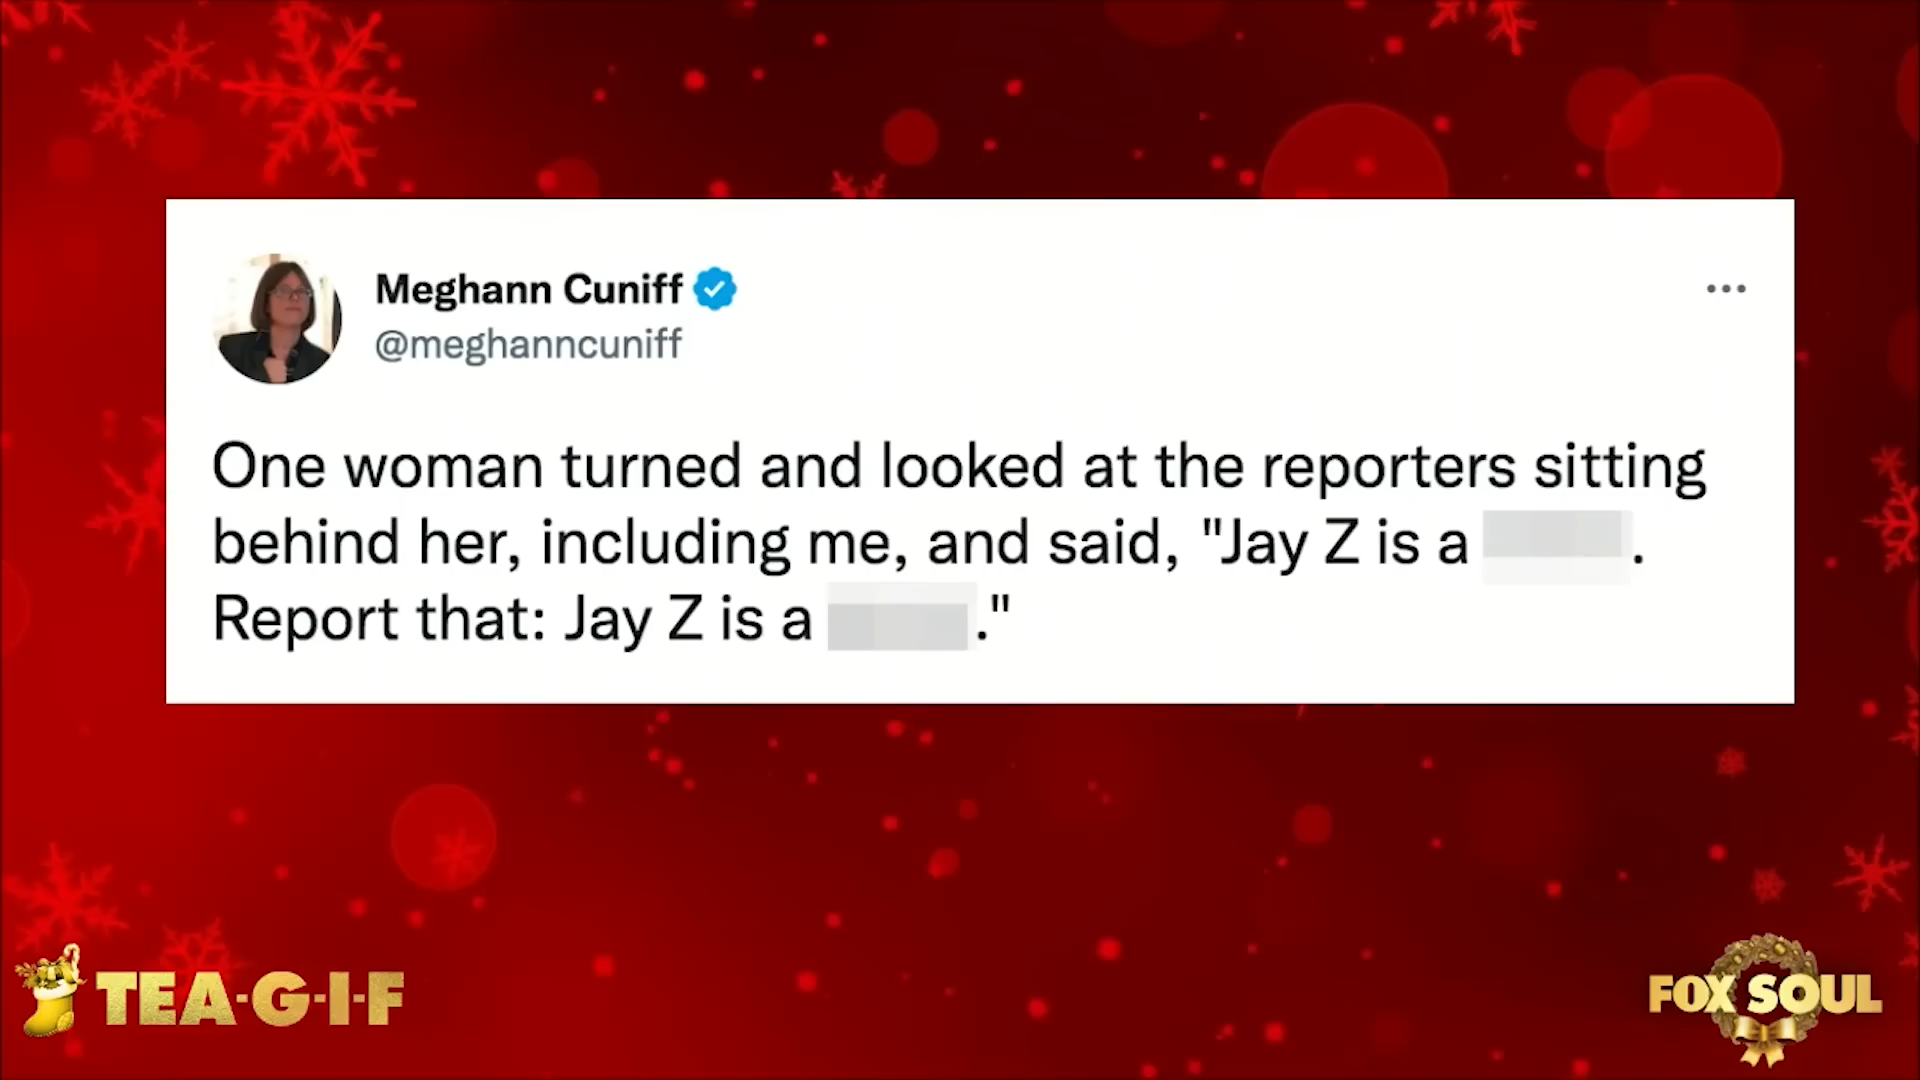 Meghann Cuniff
@meghanncuniff
One woman turned and looked at the reporters sitting
behind her, including me, and said, "Jay Z is a .
Report that: Jay Z is a ."
TEA-G-I-F
FOX SOUL